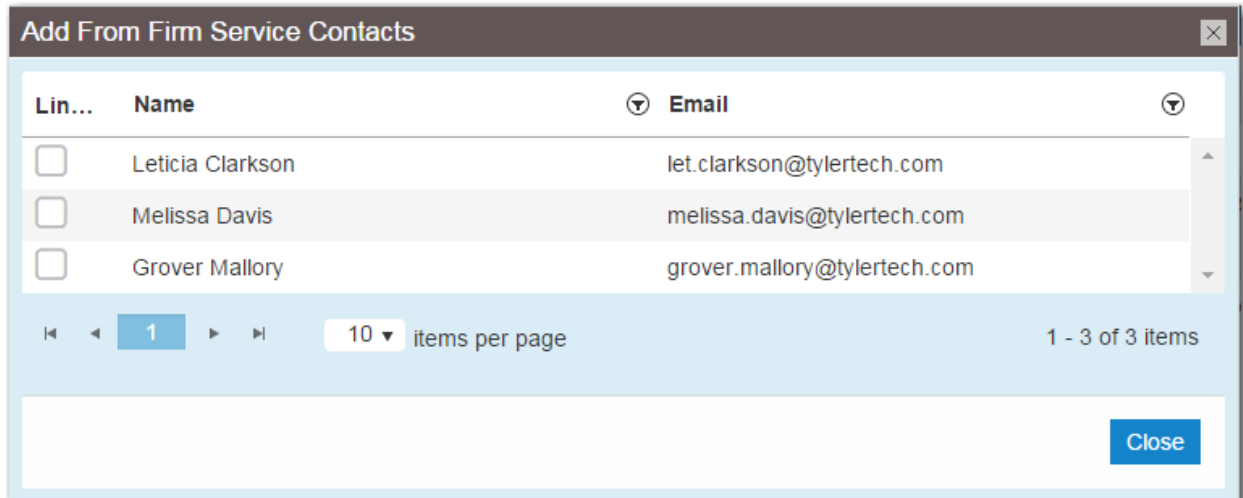 Add From Firm Service Contacts
Lin... Name Email
Leticia Clarkson let.clarkson@tylertech.com
Melissa Davis melissa.davis@tylertech.com
Grover Mallory grover.mallory@tylertech.com
1 10 items per page 1 - 3 of 3 items
Close